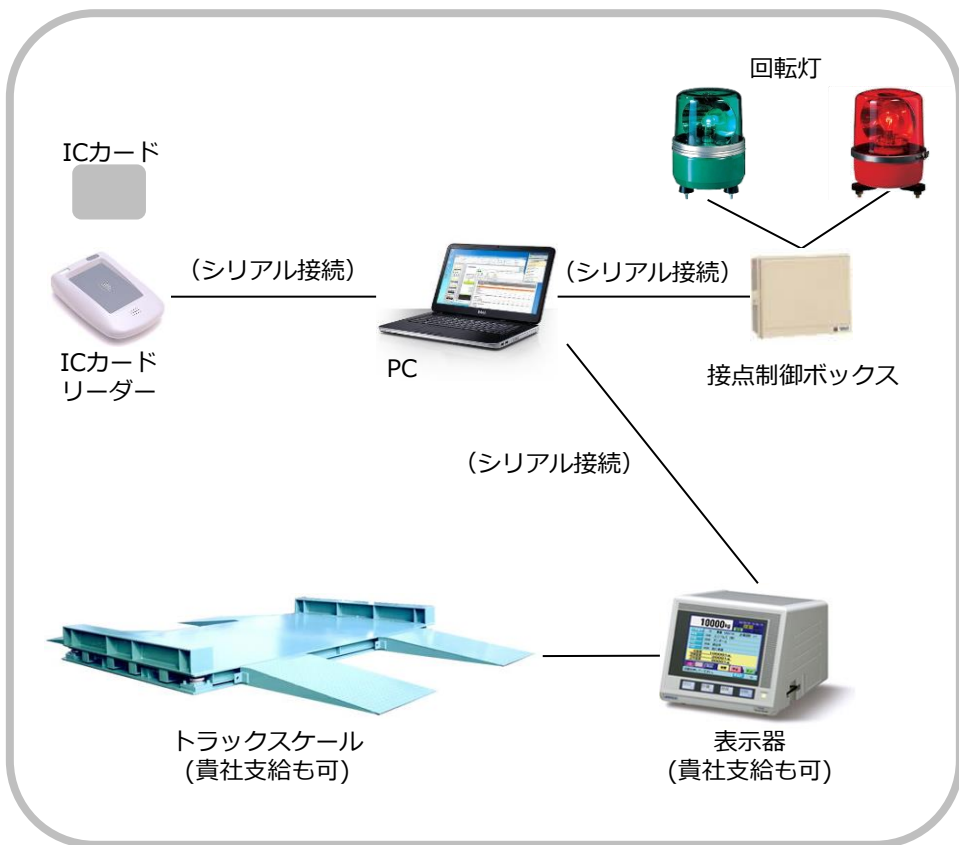 回転灯
ICカード
（シリアル接続）
（シリアル接続）
ICカード
リーダー
PC
接点制御ボックス
（シリアル接続）
10000kg
トラックスケール
(貴社支給も可)
表示器
(貴社支給も可)